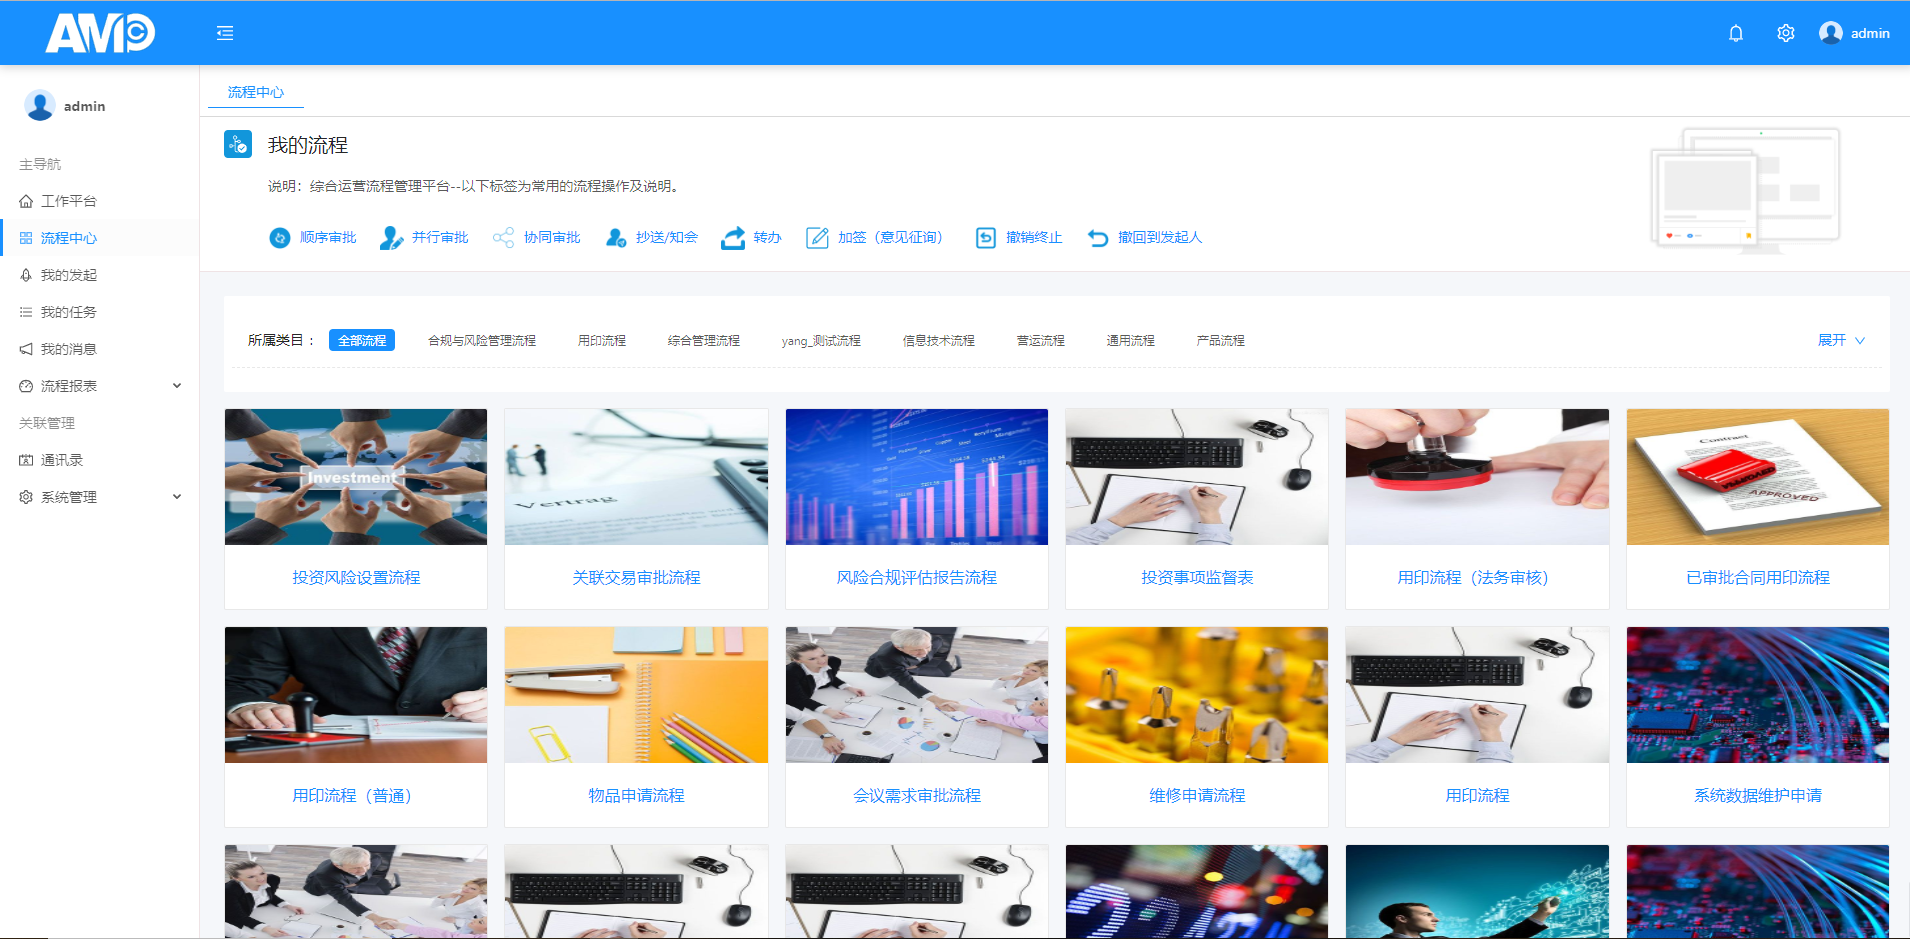 AMP
admin
admin
主导航
工作平台
流程中心
我的发起
我的任务
我的消息
流程报表
关联管理
通讯录
系统管理
流程中心
我的流程
说明：综合运营流程管理平台--以下标签为常用的流程操作及说明。
顺序审批 并行审批 协同审批 抄送/知会 转办 加签（意见征询） 撤销终止 撤回到发起人
所属类目： 全部流程 合规与风险管理流程 用印流程 综合管理流程 yang_测试流程 信息技术流程 营运流程 通用流程 产品流程 展开
Investment
Vertrag
Contract
APPROVED
投资风险设置流程 关联交易审批流程 风险合规评估报告流程 投资事项监督表 用印流程（法务审核） 已审批合同用印流程
用印流程（普通） 物品申请流程 会议需求审批流程 维修申请流程 用印流程 系统数据维护申请